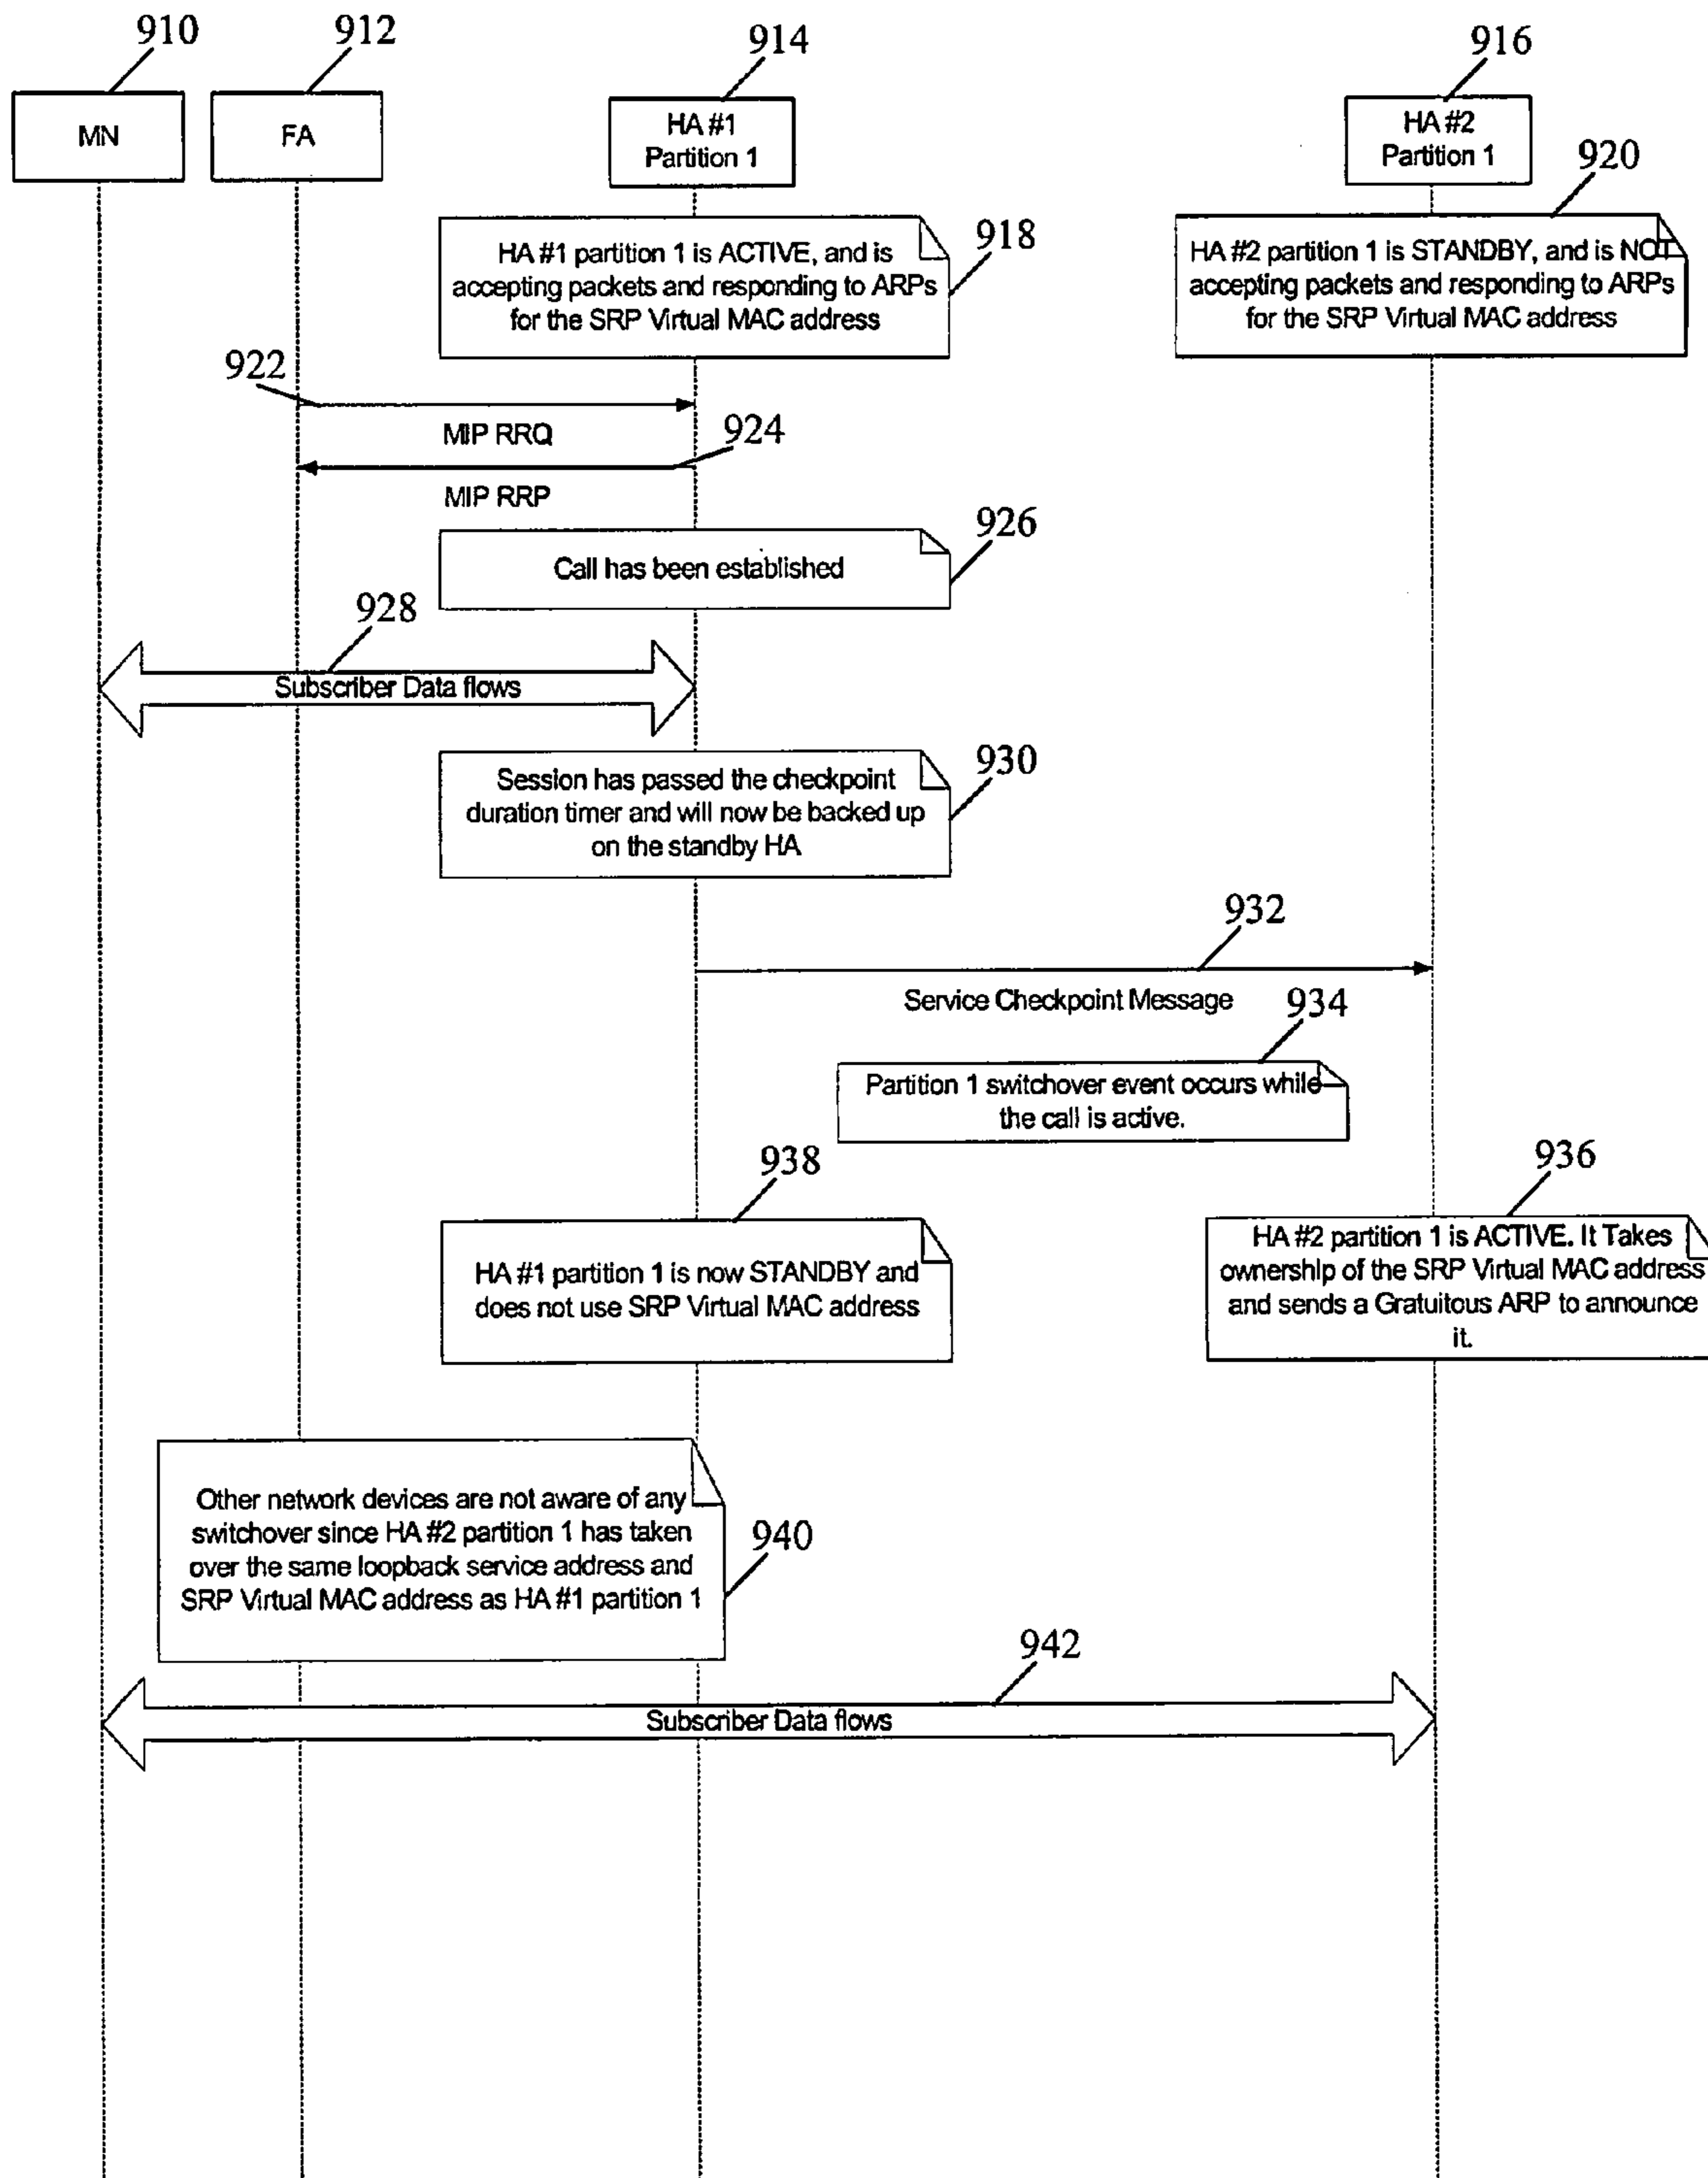 910
912
914
916
MN
FA
HA #1
Partition 1
HA #2
Partition 1
920
HA #1 partition 1 is ACTIVE, and is
accepting packets and responding to ARPs
for the SRP Virtual MAC address
918
HA #2 partition 1 is STANDBY, and is NOT
accepting packets and responding to ARPs
for the SRP Virtual MAC address
922
MIP RRQ
924
MIP RRP
926
Call has been established
928
Subscriber Data flows
930
Session has passed the checkpoint
duration timer and will now be backed up
on the standby HA
932
Service Checkpoint Message
934
Partition 1 switchover event occurs while
the call is active.
938
936
HA #1 partition 1 is now STANDBY and
does not use SRP Virtual MAC address
HA #2 partition 1 is ACTIVE. It Takes
ownership of the SRP Virtual MAC address
and sends a Gratuitous ARP to announce
it.
Other network devices are not aware of any
switchover since HA #2 partition 1 has taken
over the same loopback service address and
SRP Virtual MAC address as HA #1 partition 1
940
942
Subscriber Data flows